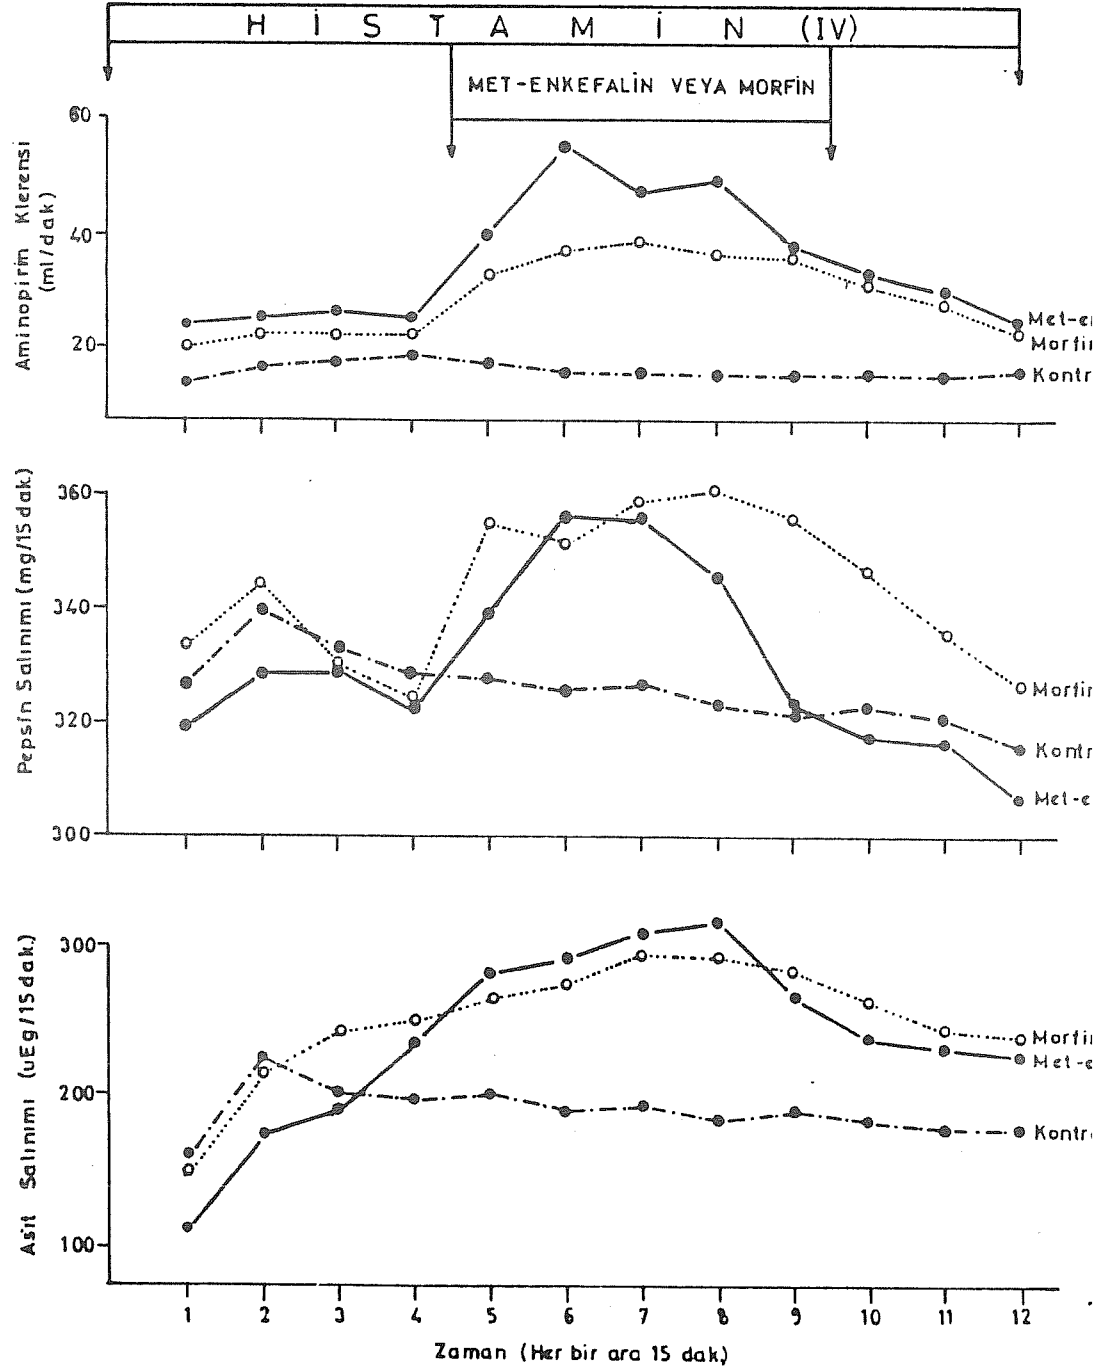 HİSTAMİN (IV)
MET-ENKEFALİN VEYA MORFİN
Aminopirin Klerensi
(ml/dak)
60
40
20
Met-e
Morfin
Kontr
Pepsin Salınımı (mg/15 dak)
360
340
320
300
Morfin
Kontr
Met-e
Asit Salınımı (uEg/15 dak.)
300
200
100
Morfi
Met-e
Kontr
1 2 3 4 5 6 7 8 9 10 11 12
Zaman (Her bir ara 15 dak,)